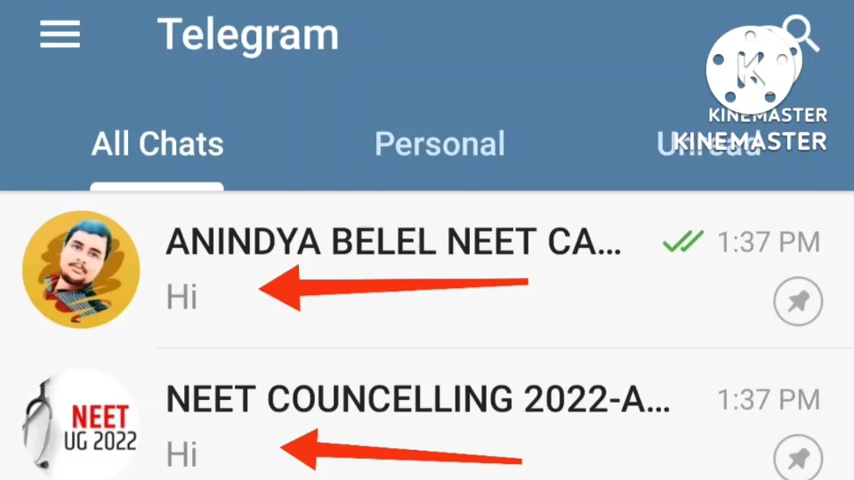 Telegram
KINEMASTER
All Chats Personal Unread KINEMASTER
ANINDYA BELEL NEET CA... 1:37 PM
Hi
NEET COUNCELLING 2022-A... 1:37 PM
NEET
UG 2022
Hi